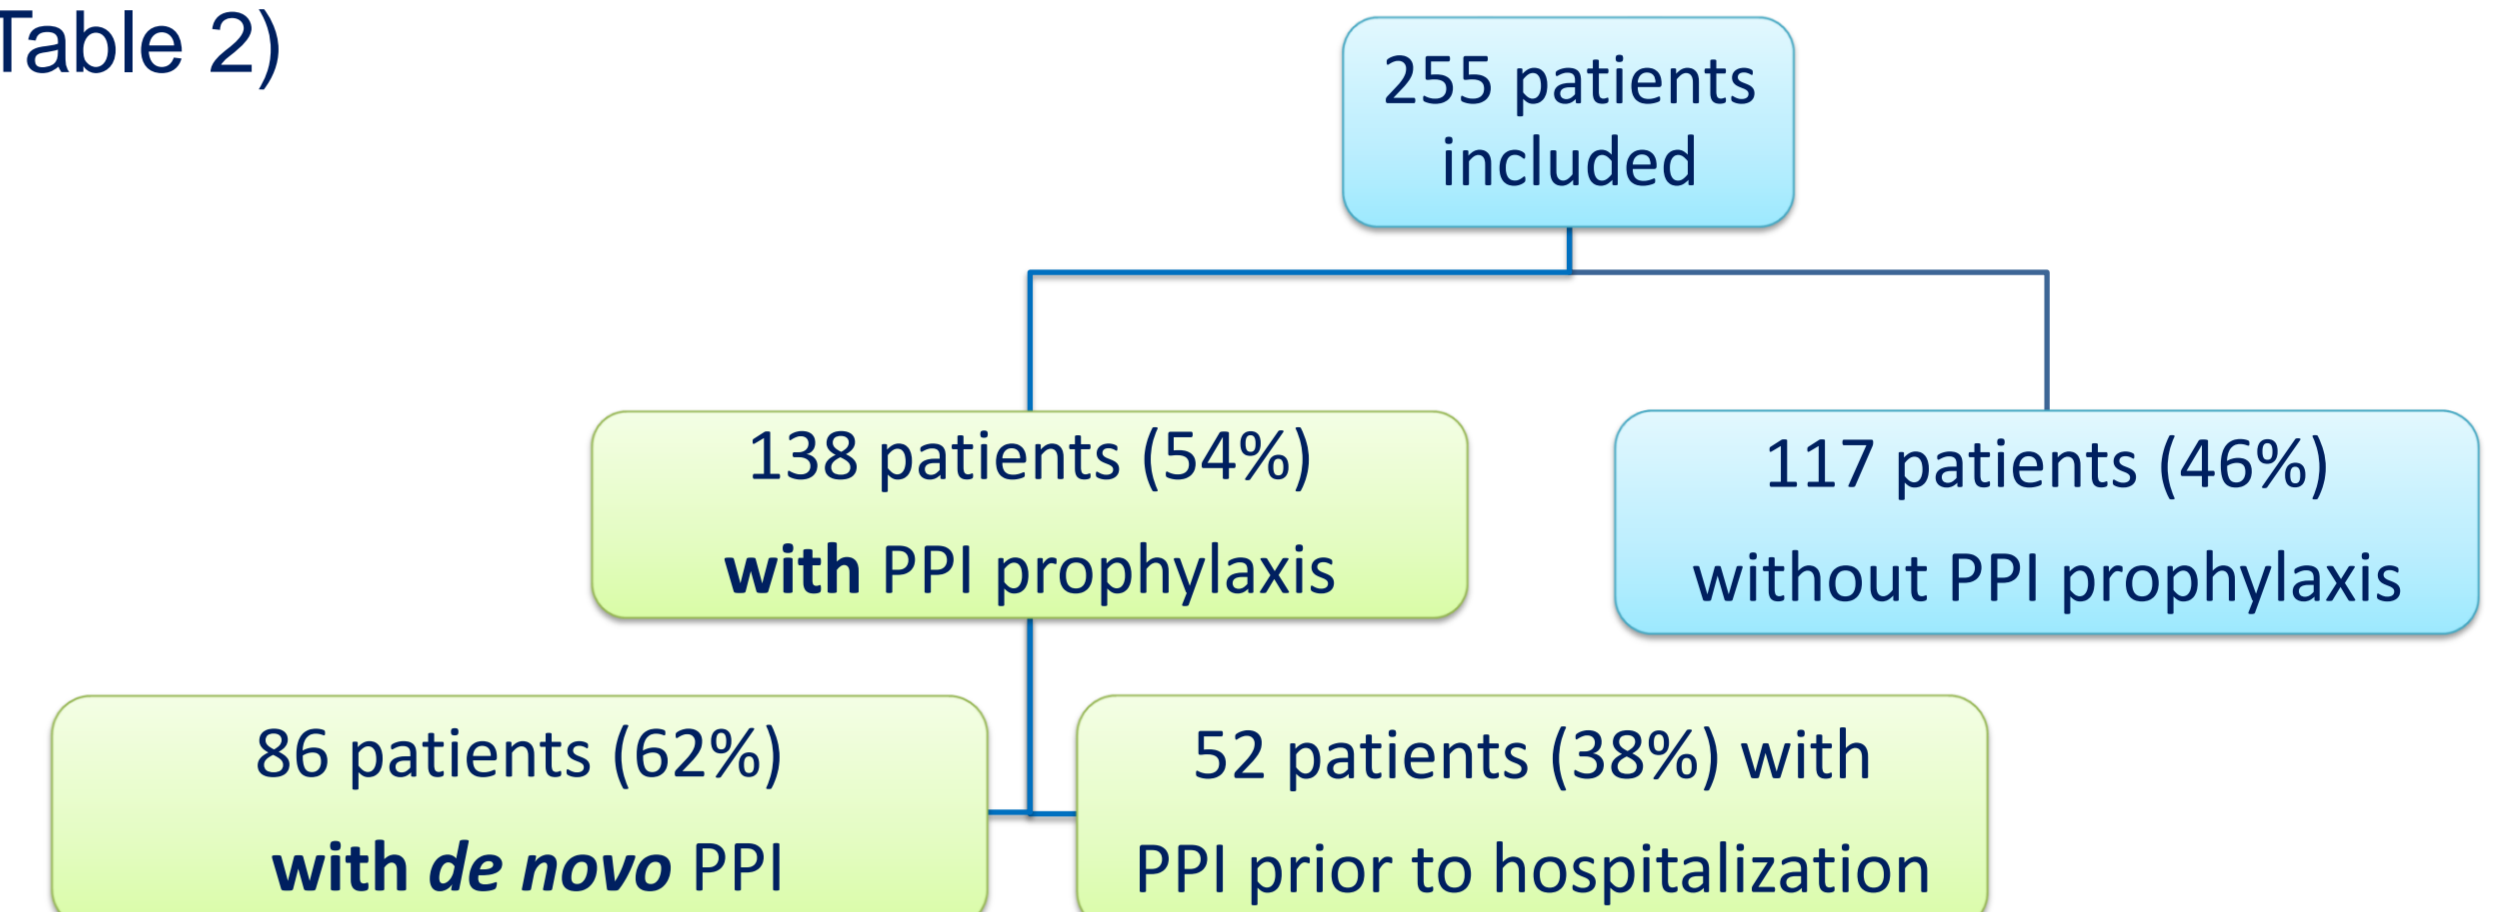 Table 2)
255 patients
included
138 patients (54%)
with PPI prophylaxis
117 patients (46%)
without PPI prophylaxis
86 patients (62%)
with de novo PPI
52 patients (38%) with
PPI prior to hospitalization